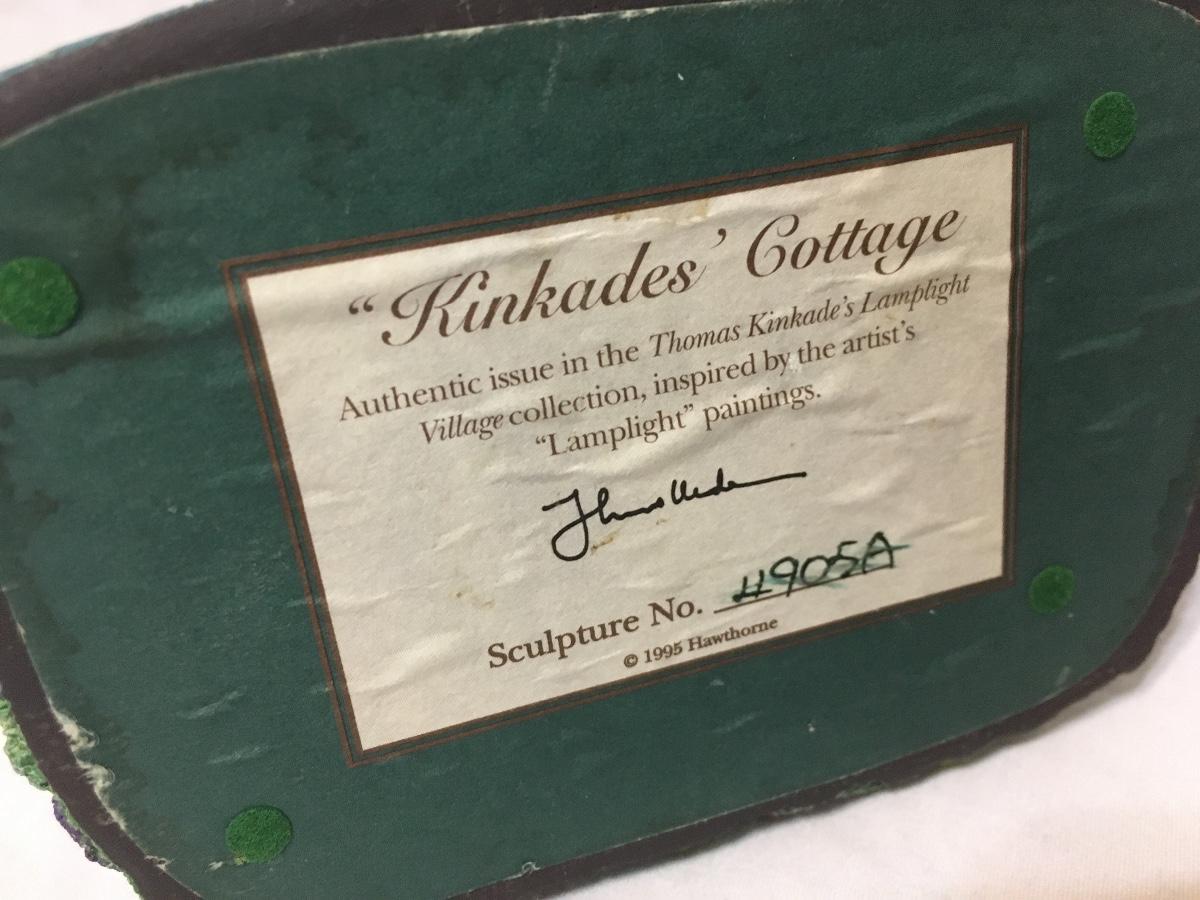 “Kinkades’ Cottage
Authentic issue in the Thomas Kinkade’s Lamplight
Village collection, inspired by the artist’s
“Lamplight” paintings.
Sculpture No. 11905A
© 1995 Hawthorne